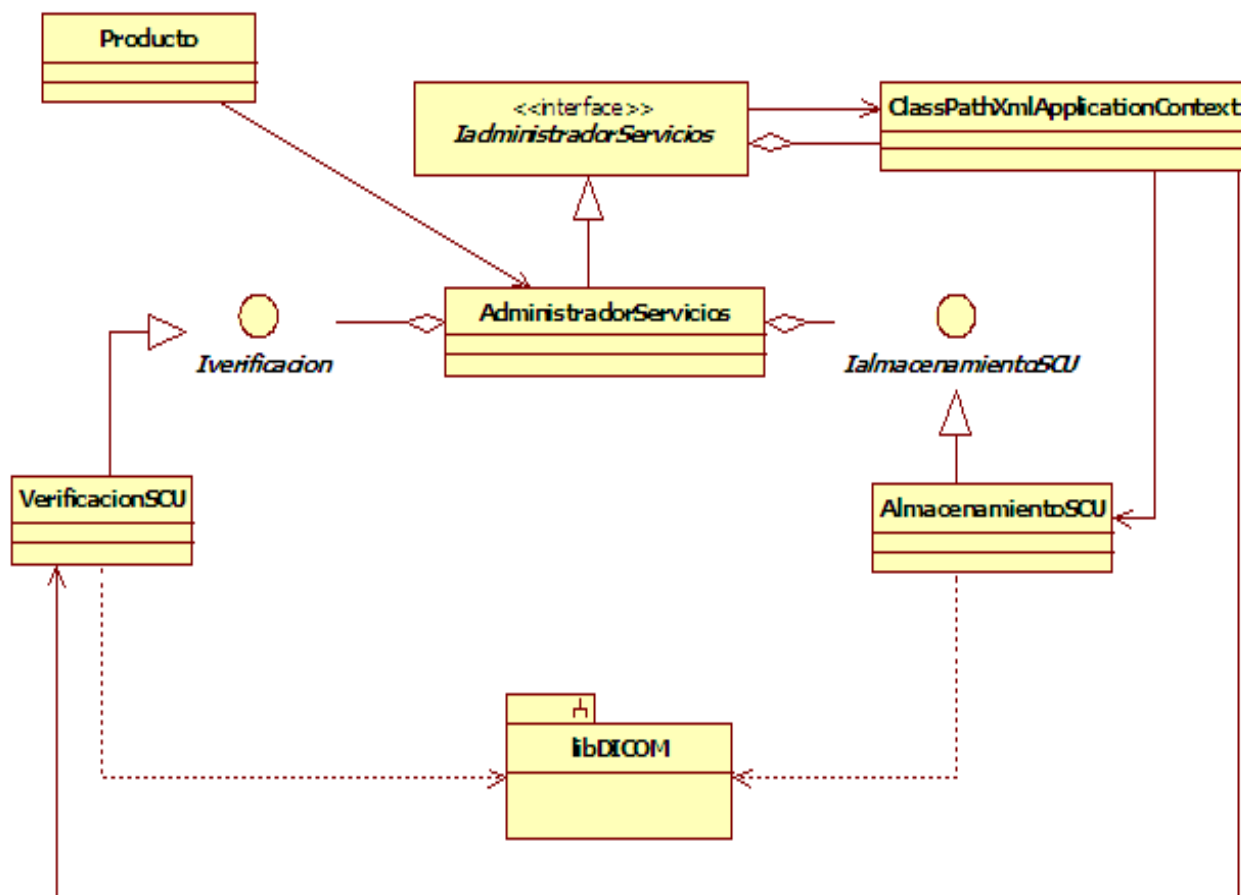 Producto
<<interface>>
IadministradorServicios
ClassPathXmlApplicationContext
AdministradorServicios
Iverificacion
IalmacenamientoSCU
VerificacionSCU
AlmacenamientoSCU
libDICOM